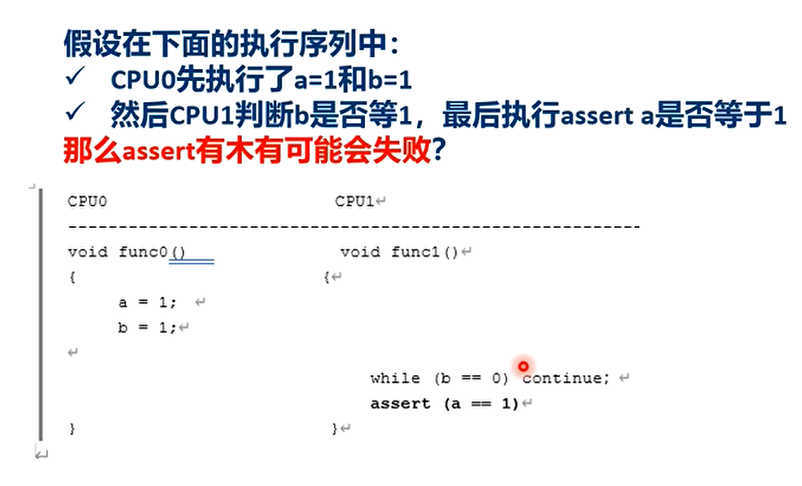 假设在下面的执行序列中：
✓ CPU0先执行了a=1和b=1
✓ 然后CPU1判断b是否等1，最后执行assert a是否等于1
那么assert有木有可能会失败？
CPU0 CPU1↵
---------------------------------------------------------
void func0() void func1()↵
{ {↵
a = 1; ↵
b = 1;↵
↵
while (b == 0) continue; ↵
assert (a == 1)↵
} }↵
↵